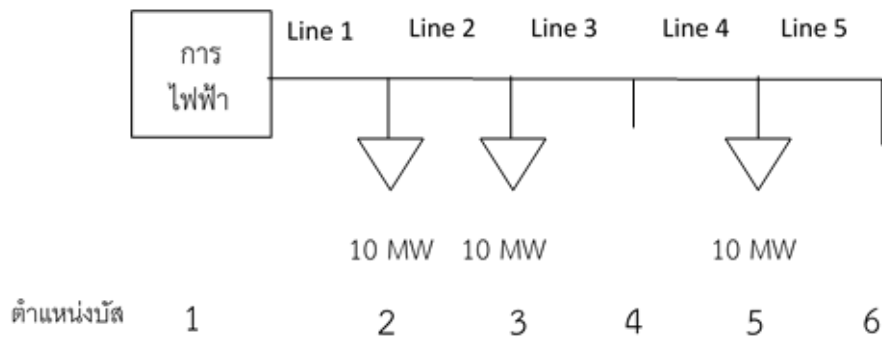 Line 1 Line 2 Line 3 Line 4 Line 5
การ
ไฟฟ้า
10 MW 10 MW 10 MW
ตำแหน่งบัส 1 2 3 4 5 6